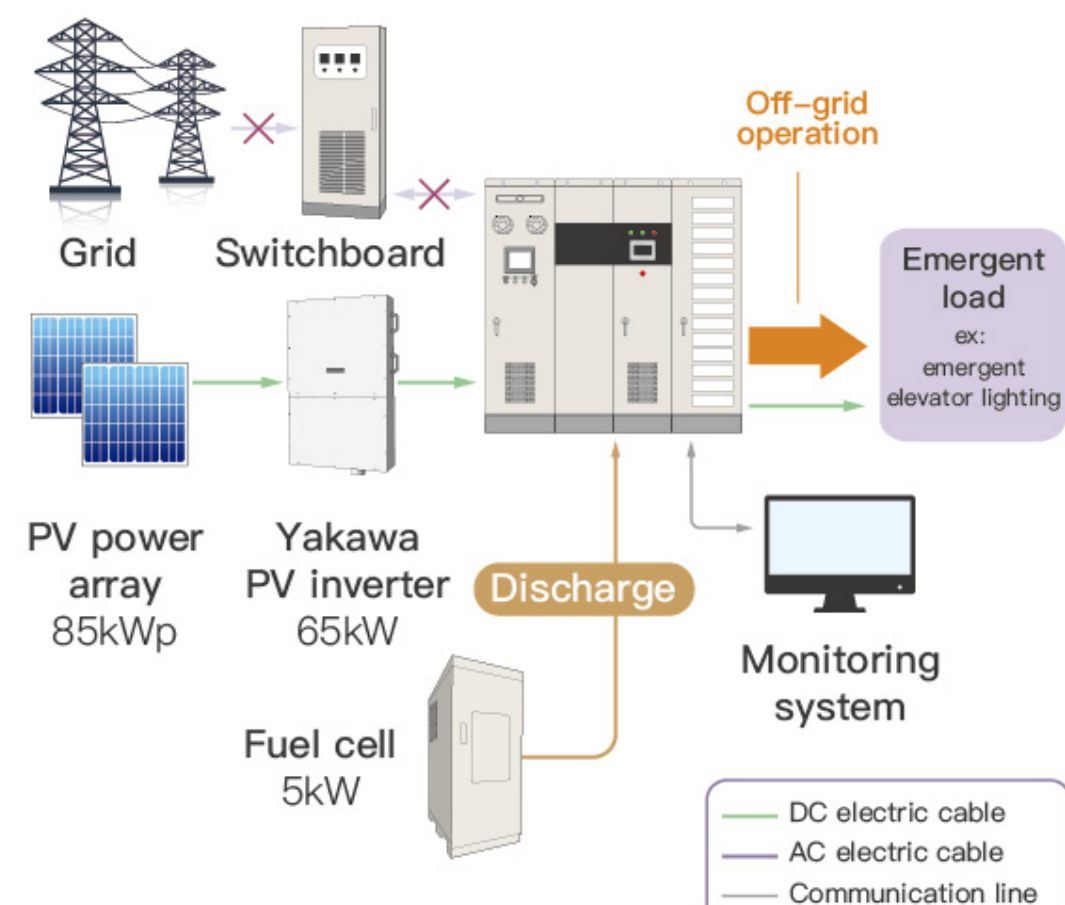 Off-grid
operation
Grid
Switchboard
Emergent
load
ex:
emergent
elevator lighting
PV power
array
85kWp
Yakawa
PV inverter
65kW
Discharge
Monitoring
system
Fuel cell
5kW
DC electric cable
AC electric cable
Communication line